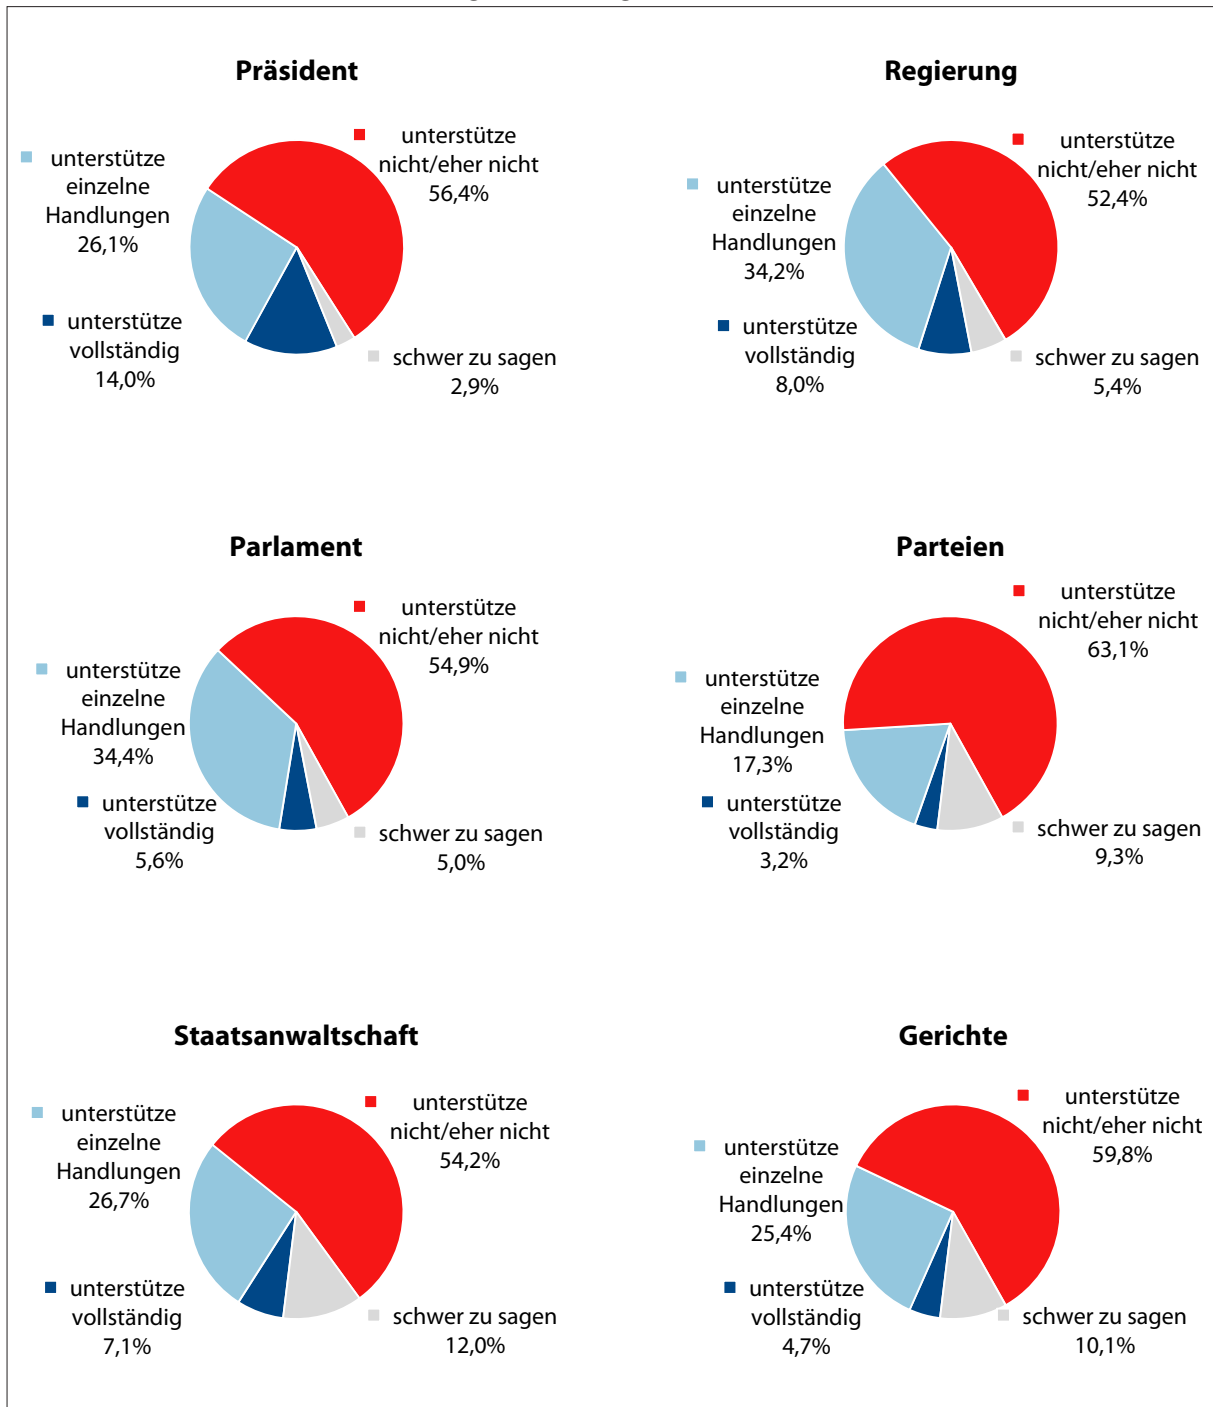 Präsident
unterstütze
nicht/eher nicht
56,4%
unterstütze
einzelne
Handlungen
26,1%
unterstütze
vollständig
14,0%
schwer zu sagen
2,9%
Regierung
unterstütze
nicht/eher nicht
52,4%
unterstütze
einzelne
Handlungen
34,2%
unterstütze
vollständig
8,0%
schwer zu sagen
5,4%
Parlament
unterstütze
nicht/eher nicht
54,9%
unterstütze
einzelne
Handlungen
34,4%
unterstütze
vollständig
5,6%
schwer zu sagen
5,0%
Parteien
unterstütze
nicht/eher nicht
63,1%
unterstütze
einzelne
Handlungen
17,3%
unterstütze
vollständig
3,2%
schwer zu sagen
9,3%
Staatsanwaltschaft
unterstütze
nicht/eher nicht
54,2%
unterstütze
einzelne
Handlungen
26,7%
unterstütze
vollständig
7,1%
schwer zu sagen
12,0%
Gerichte
unterstütze
nicht/eher nicht
59,8%
unterstütze
einzelne
Handlungen
25,4%
unterstütze
vollständig
4,7%
schwer zu sagen
10,1%